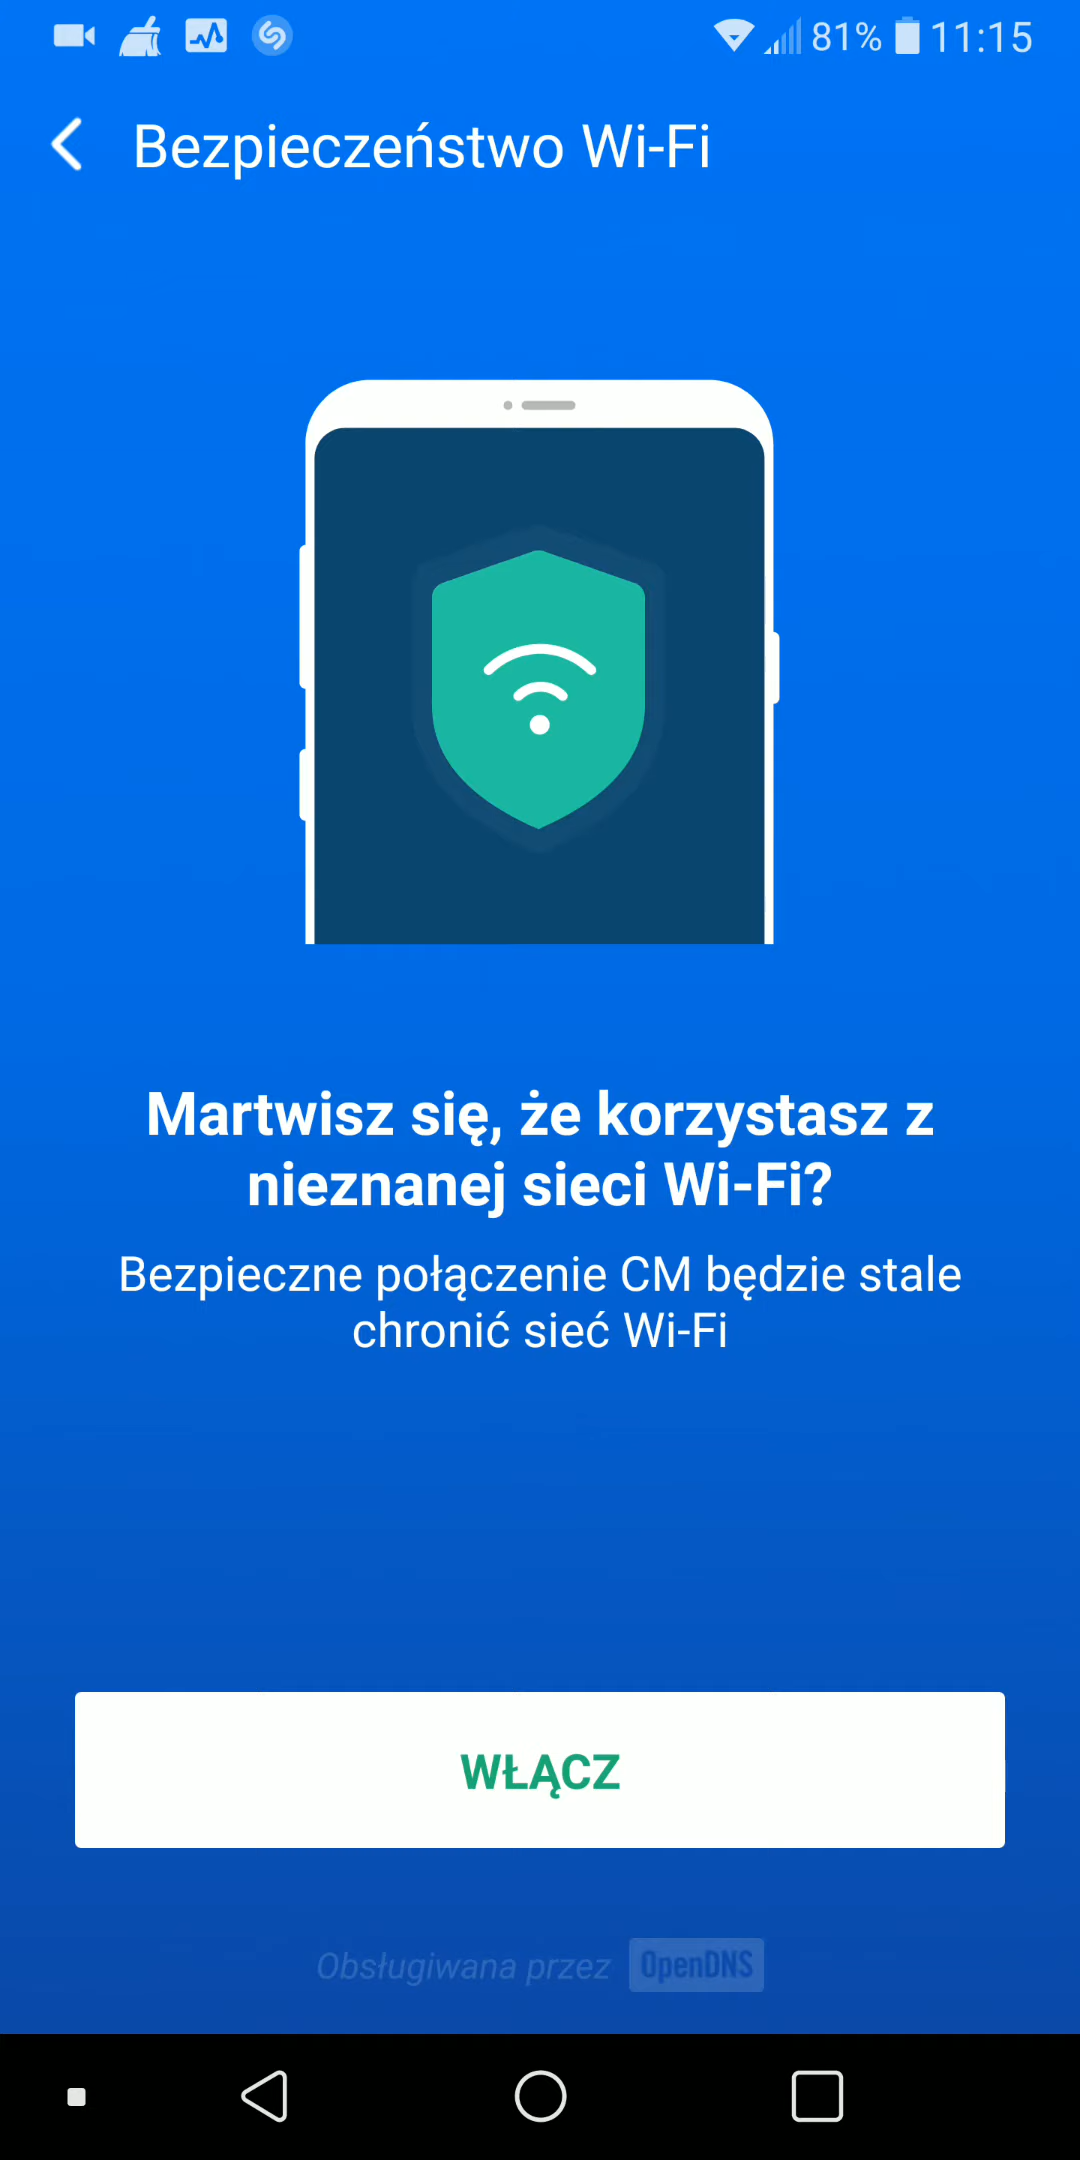 81% 11:15
Bezpieczeństwo Wi-Fi
Martwisz się, że korzystasz z
nieznanej sieci Wi-Fi?
Bezpieczne połączenie CM będzie stale
chronić sieć Wi-Fi
WŁĄCZ
Obsługiwana przez OpenDNS